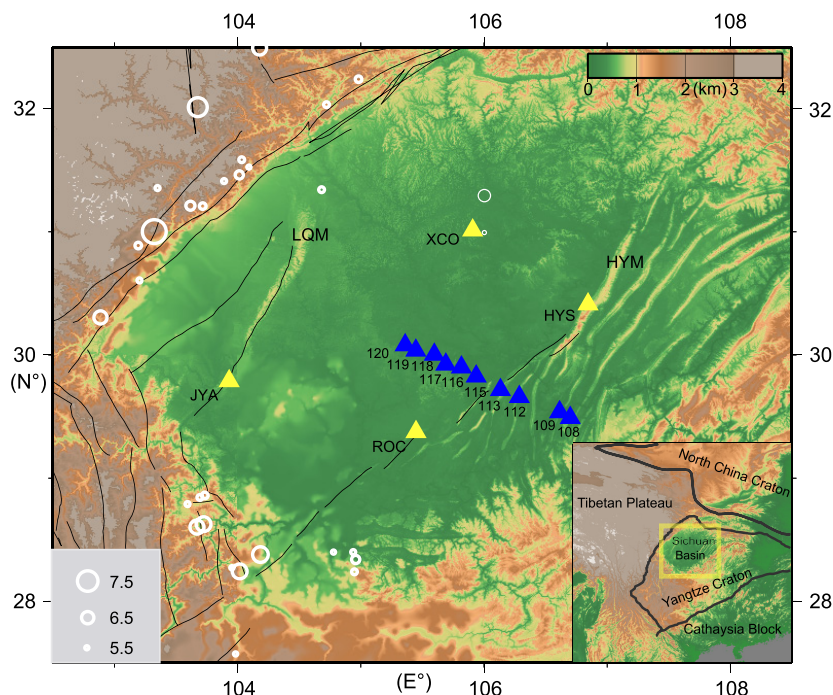 104
106
108
32
32
0
1
2 (km) 3
4
LQM
XCO
HYM
HYS
30
30
(N°)
120
119
118
117
116
115
113
112
109
108
JYA
ROC
North China Craton
Tibetan Plateau
Sichuan
Basin
Yangtze Craton
Cathaysia Block
7.5
6.5
5.5
28
28
104
(E°)
106
108